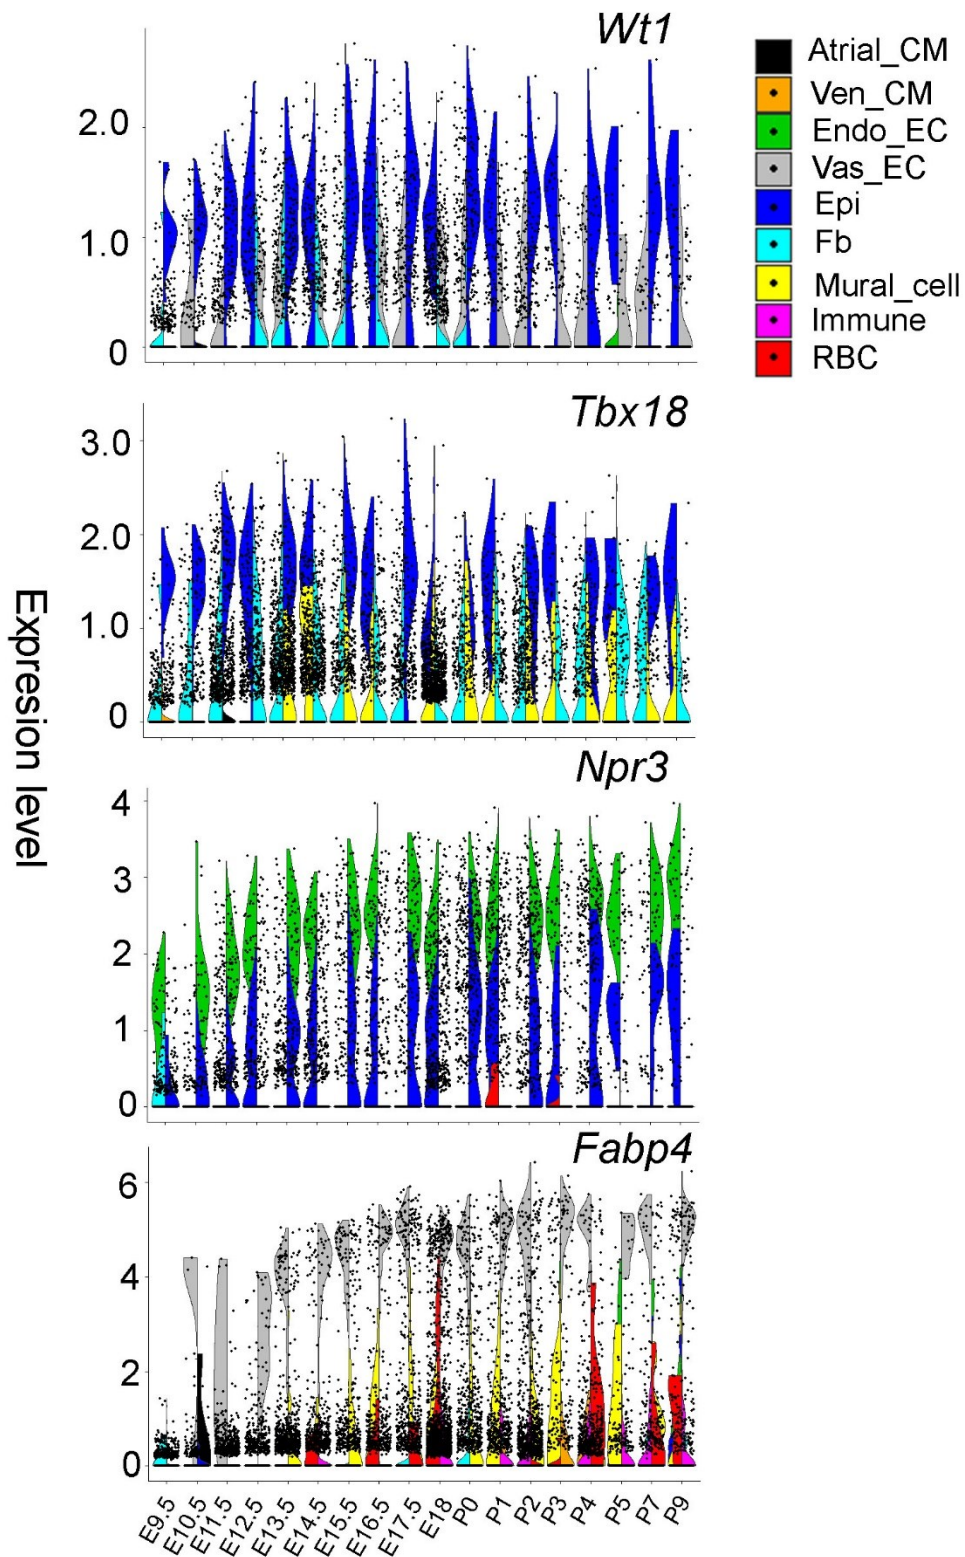 Wt1
2.0
1.0
0
Atrial_CM
Ven_CM
Endo_EC
Vas_EC
Epi
Fb
Mural_cell
Immune
RBC
Tbx18
3.0
2.0
1.0
0
Expresion level
Npr3
4
3
2
1
0
Fabp4
6
4
2
0
E9.5
E10.5
E11.5
E12.5
E13.5
E14.5
E15.5
E16.5
E17.5
E18
P0
P1
P2
P3
P4
P5
P7
P9